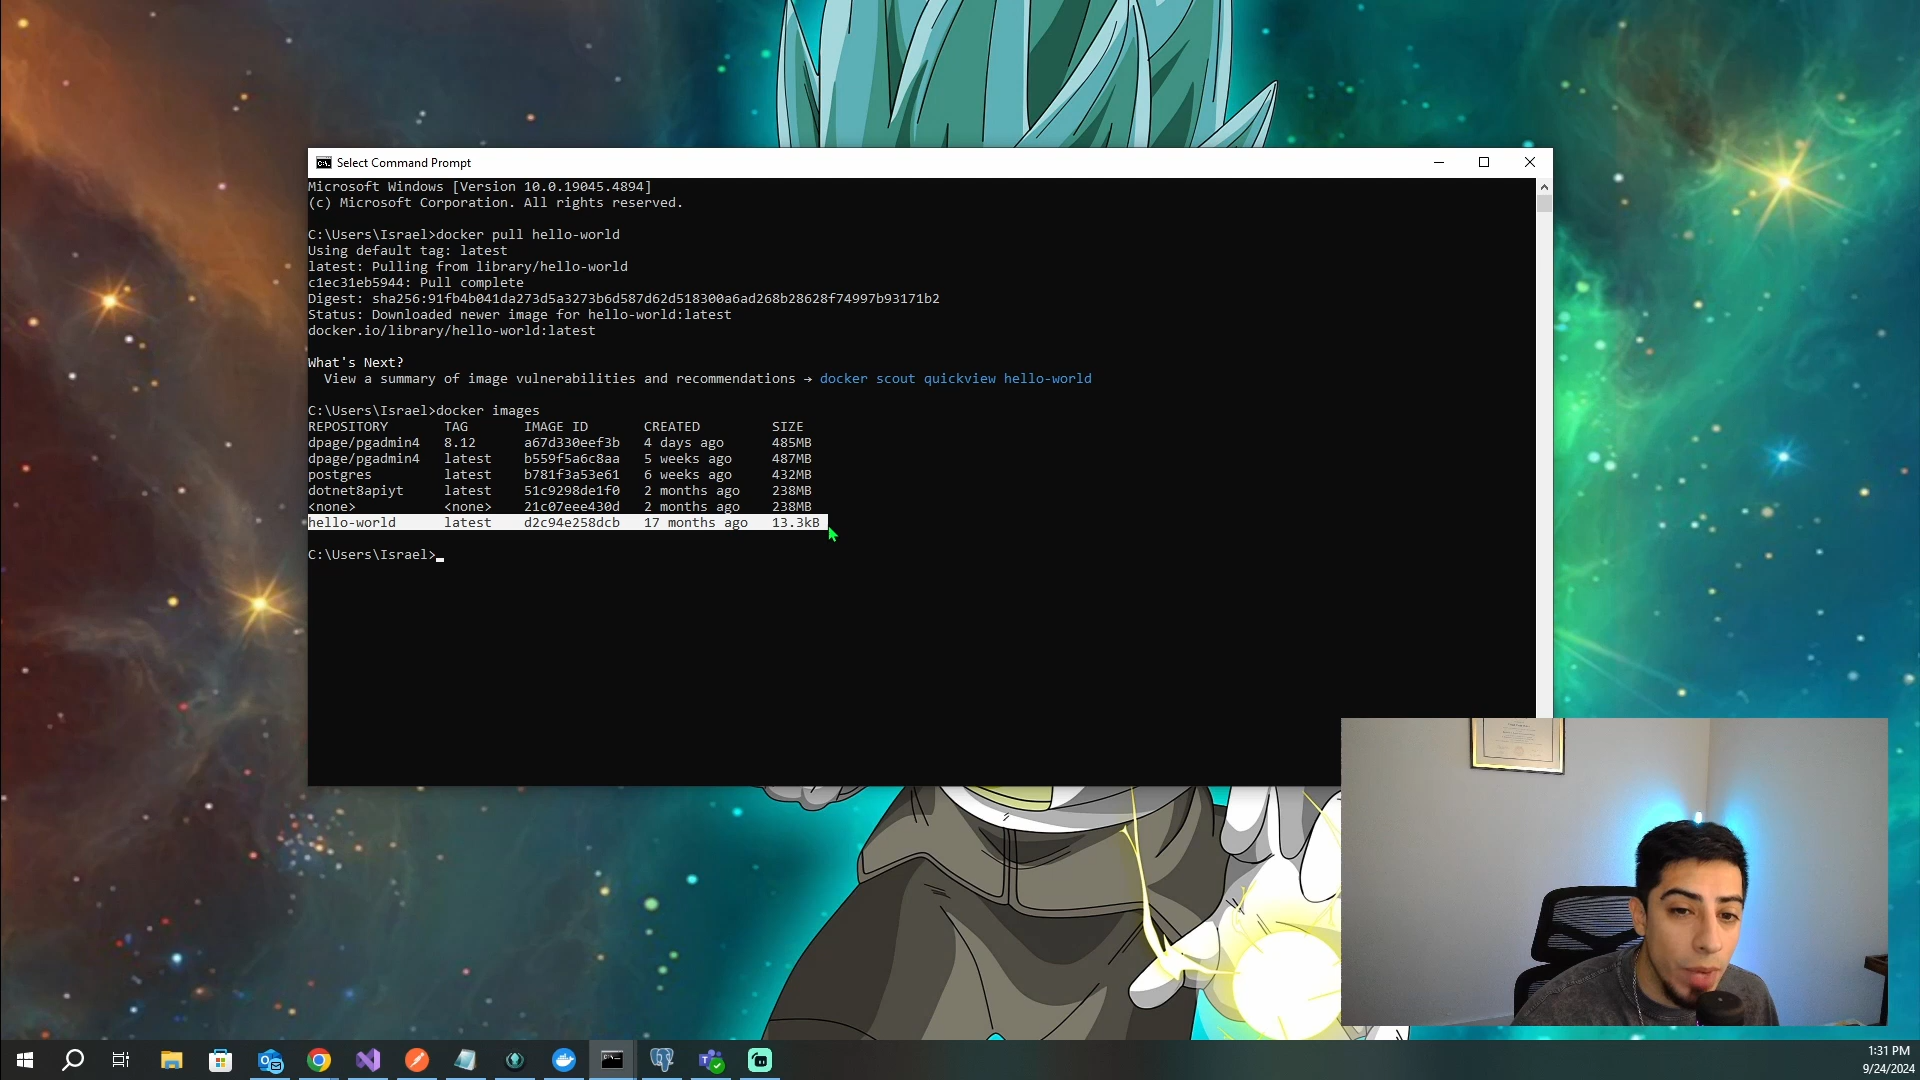 Select Command Prompt
Microsoft Windows [Version 10.0.19045.4894]
(c) Microsoft Corporation. All rights reserved.
C:\Users\Israel>docker pull hello-world
Using default tag: latest
latest: Pulling from library/hello-world
c1ec31eb5944: Pull complete
Digest: sha256:91fb4b041da273d5a3273b6d587d62d518300a6ad268b28628f74997b93171b2
Status: Downloaded newer image for hello-world:latest
docker.io/library/hello-world:latest
What's Next?
View a summary of image vulnerabilities and recommendations → docker scout quickview hello-world
C:\Users\Israel>docker images
REPOSITORY TAG IMAGE ID CREATED SIZE
dpage/pgadmin4 8.12 a67d330eef3b 4 days ago 485MB
dpage/pgadmin4 latest b559f5a6c8aa 5 weeks ago 487MB
postgres latest b781f3a53e61 6 weeks ago 432MB
dotnet8apiyt latest 51c9298de1f0 2 months ago 238MB
<none> <none> 21c07eee430d 2 months ago 238MB
hello-world latest d2c94e258dcb 17 months ago 13.3kB
C:\Users\Israel>
1:31 PM
9/24/2024